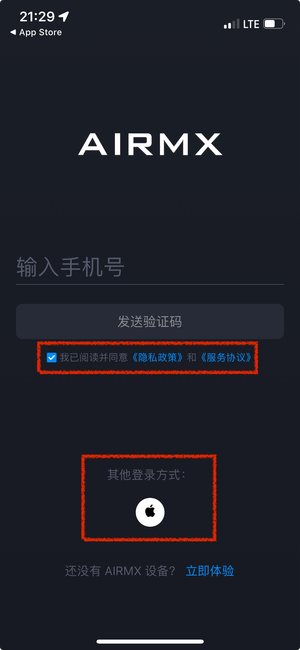 21:29
LTE
◀ App Store
AIRMX
输入手机号
发送验证码
我已阅读并同意《隐私政策》和《服务协议》
其他登录方式：
还没有 AIRMX 设备？ 立即体验